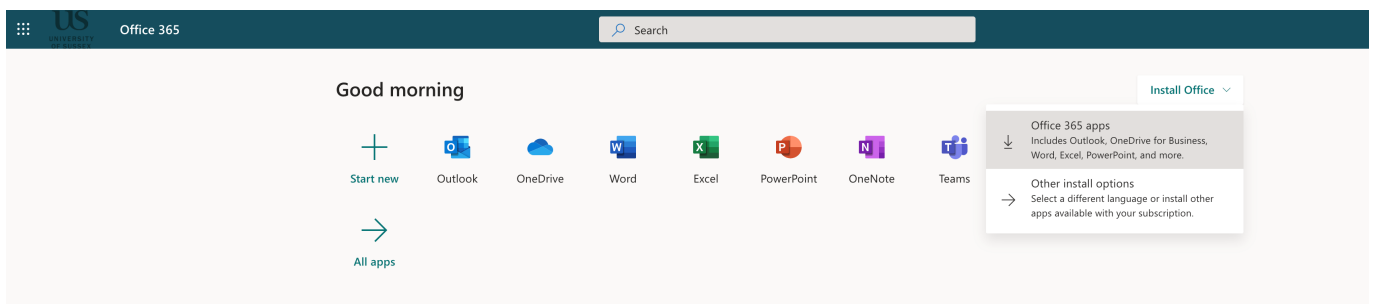 US
UNIVERSITY
OF SUSSEX
Office 365
Search
Good morning
Install Office
Start new
Outlook
OneDrive
Word
Excel
PowerPoint
OneNote
Teams
Office 365 apps
Includes Outlook, OneDrive for Business,
Word, Excel, PowerPoint, and more.
Other install options
Select a different language or install other
apps available with your subscription.
All apps